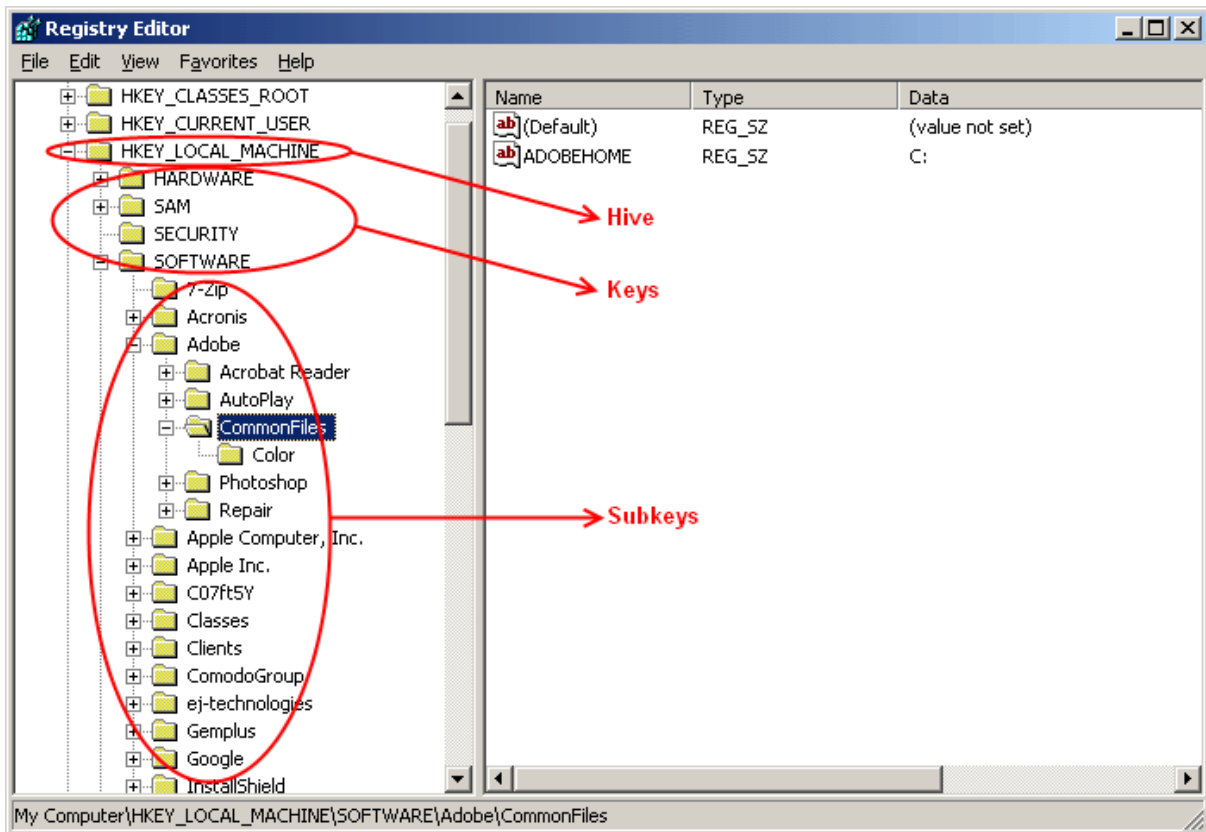 Registry Editor
File Edit View Favorites Help
HKEY_CLASSES_ROOT
HKEY_CURRENT_USER
HKEY_LOCAL_MACHINE
HARDWARE
SAM
SECURITY
SOFTWARE
7-Zip
Acronis
Adobe
Acrobat Reader
AutoPlay
CommonFiles
Color
Photoshop
Repair
Apple Computer, Inc.
Apple Inc.
C07ft5Y
Classes
Clients
ComodoGroup
ej-technologies
Gemplus
Google
InstallShield
Name Type Data
ab (Default) REG_SZ (value not set)
ab ADOBEHOME REG_SZ C:
Hive
Keys
Subkeys
My Computer\HKEY_LOCAL_MACHINE\SOFTWARE\Adobe\CommonFiles